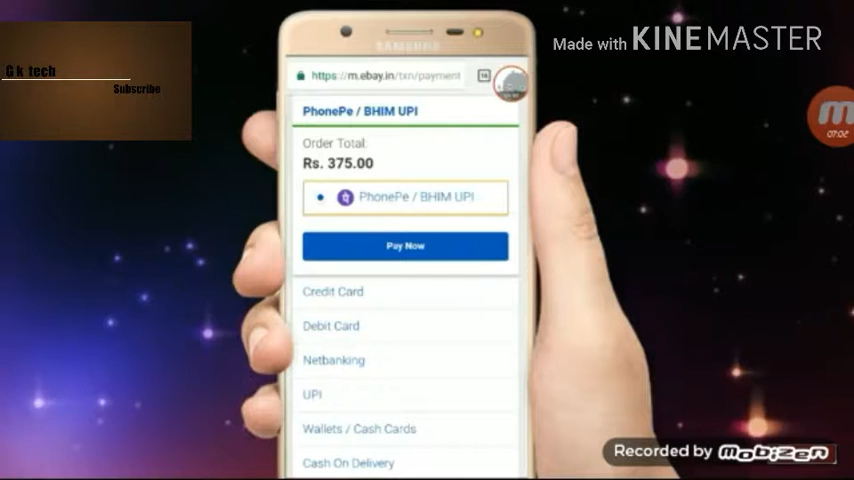 Made with KINEMASTER
G k tech
Subscribe
SAMSUNG
https://m.ebay.in/txn/payment
PhonePe / BHIM UPI
Order Total:
Rs. 375.00
PhonePe / BHIM UPI
Pay Now
Credit Card
Debit Card
Netbanking
UPI
Wallets / Cash Cards
Cash On Delivery
Recorded by mobizen